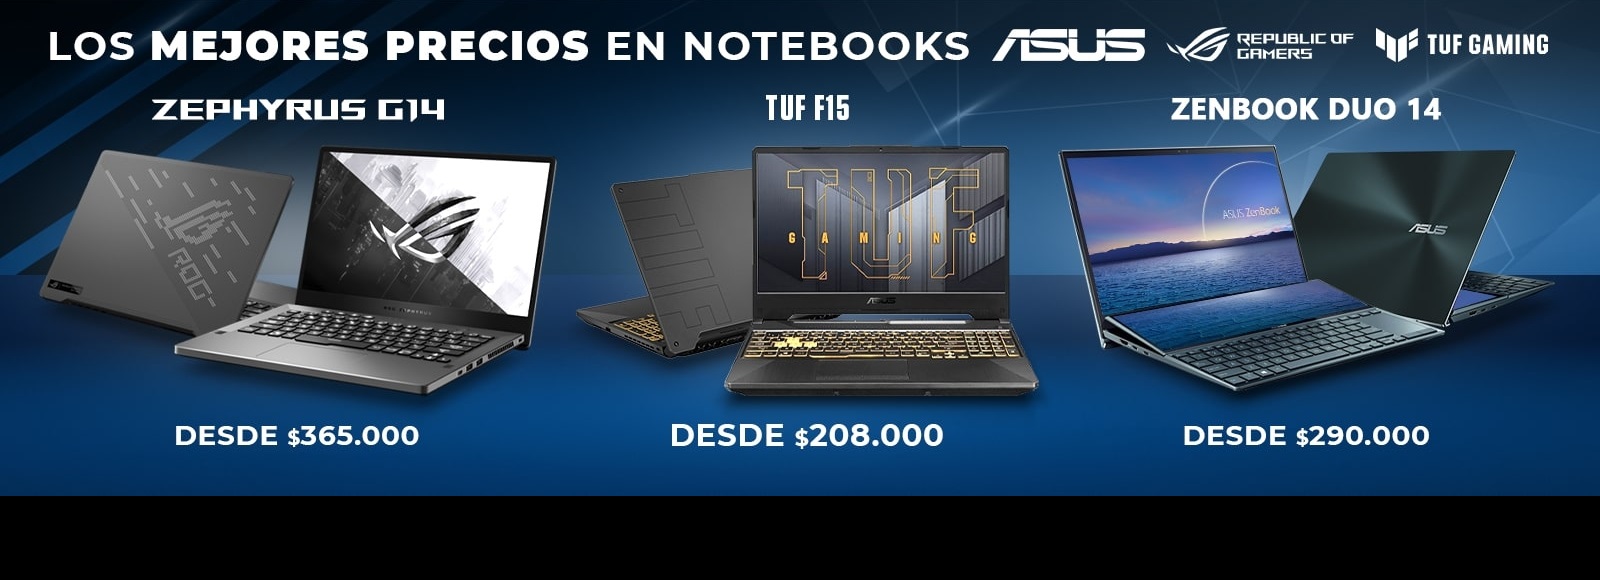 LOS MEJORES PRECIOS EN NOTEBOOKS ASUS REPUBLIC OF GAMERS TUF GAMING
ZEPHYRUS G14
TUF F15
ZENBOOK DUO 14
ROG
TUF
GAMING
ASUS
ASUS ZenBook
ASUS
DESDE $365.000
DESDE $208.000
DESDE $290.000